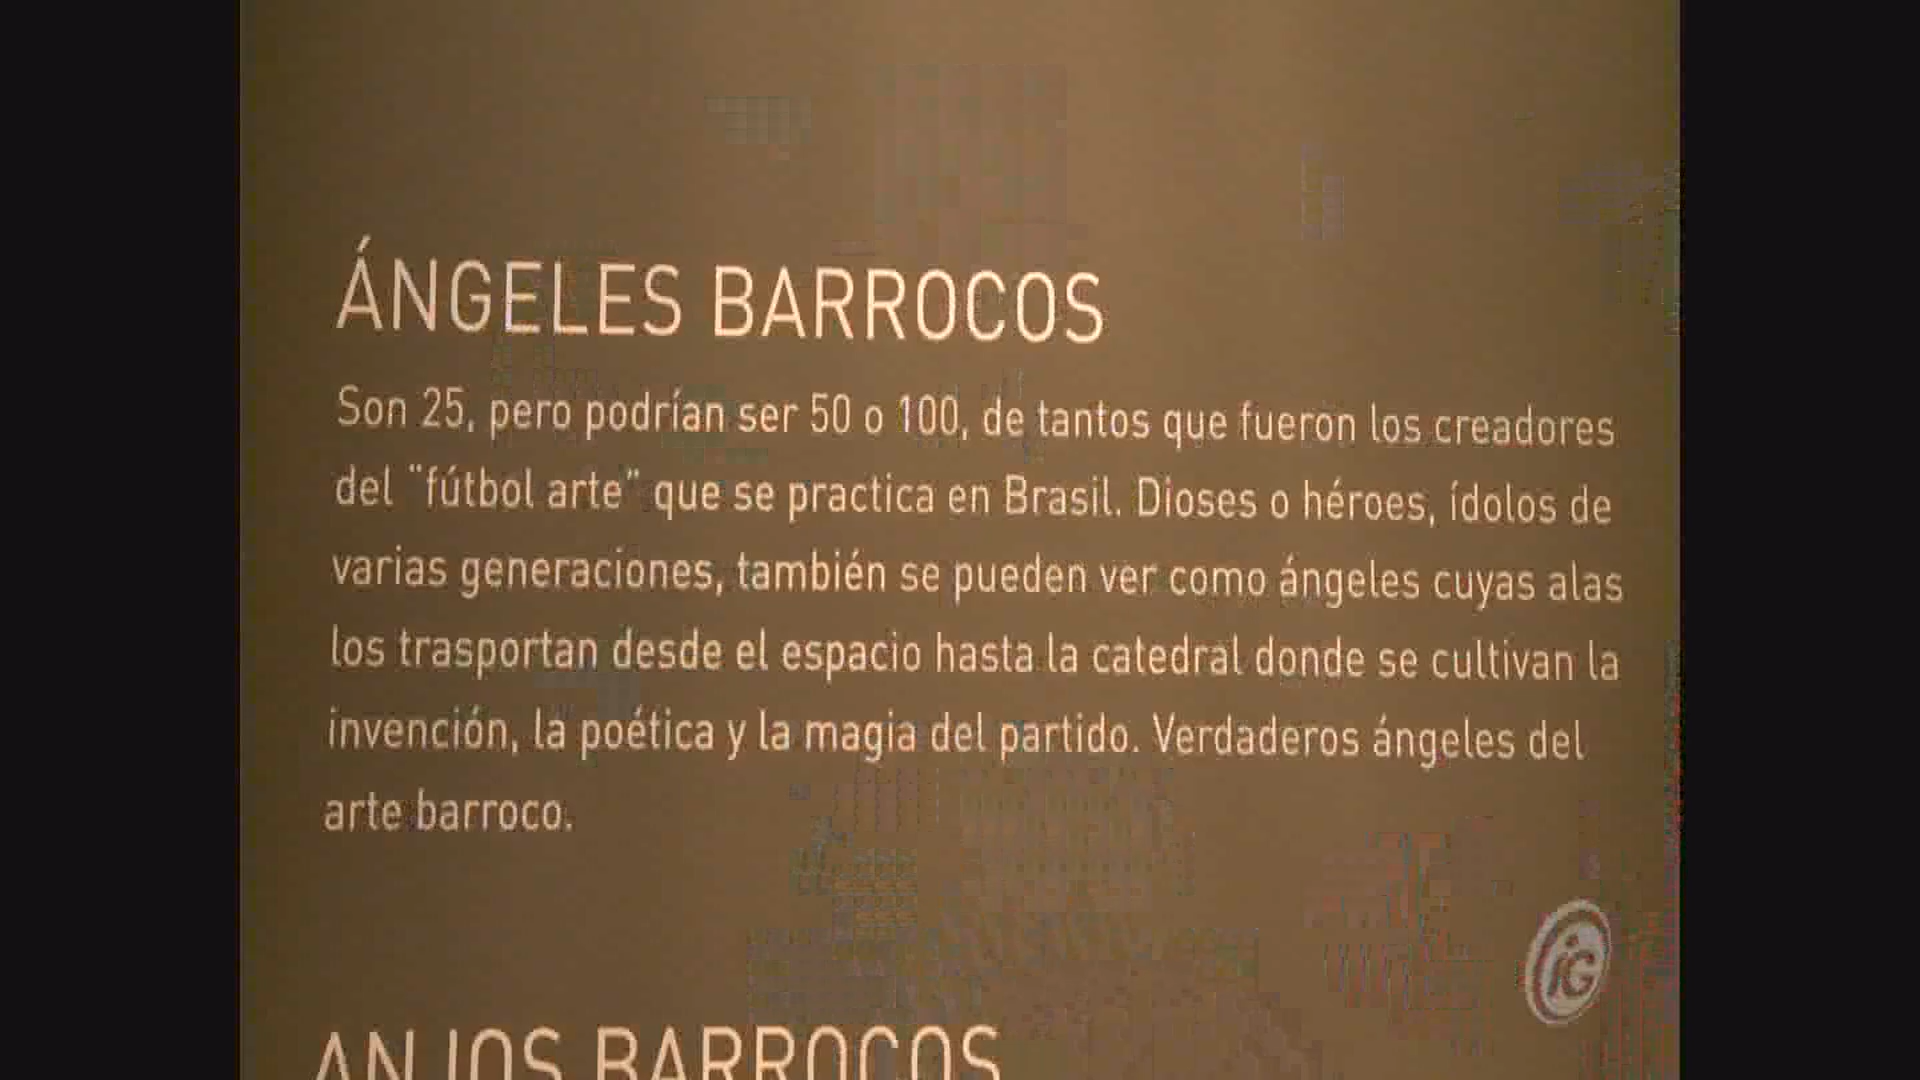 ÁNGELES BARROCOS
Son 25, pero podrían ser 50 o 100, de tantos que fueron los creadores
del "fútbol arte" que se practica en Brasil. Dioses o héroes, ídolos de
varias generaciones, también se pueden ver como ángeles cuyas alas
los trasportan desde el espacio hasta la catedral donde se cultivan la
invención, la poética y la magia del partido. Verdaderos ángeles del
arte barroco.
iG
ANJOS BARROCOS